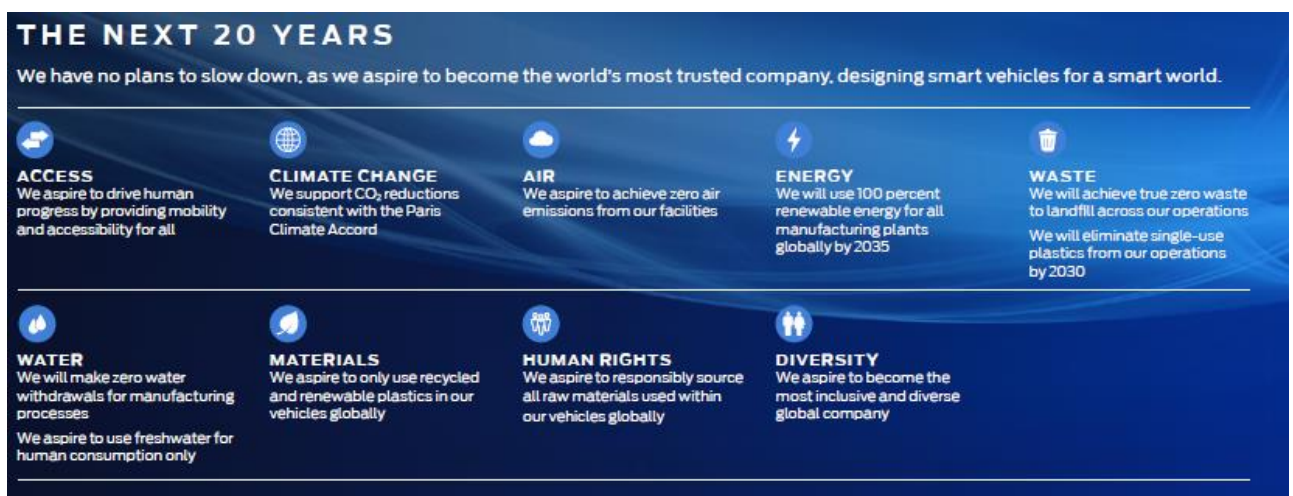 THE NEXT 20 YEARS
We have no plans to slow down, as we aspire to become the world's most trusted company, designing smart vehicles for a smart world.
ACCESS
We aspire to drive human
progress by providing mobility
and accessibility for all
CLIMATE CHANGE
We support CO₂ reductions
consistent with the Paris
Climate Accord
AIR
We aspire to achieve zero air
emissions from our facilities
ENERGY
We will use 100 percent
renewable energy for all
manufacturing plants
globally by 2035
WASTE
We will achieve true zero waste
to landfill across our operations
We will eliminate single-use
plastics from our operations
by 2030
WATER
We will make zero water
withdrawals for manufacturing
processes
We aspire to use freshwater for
human consumption only
MATERIALS
We aspire to only use recycled
and renewable plastics in our
vehicles globally
HUMAN RIGHTS
We aspire to responsibly source
all raw materials used within
our vehicles globally
DIVERSITY
We aspire to become the
most inclusive and diverse
global company